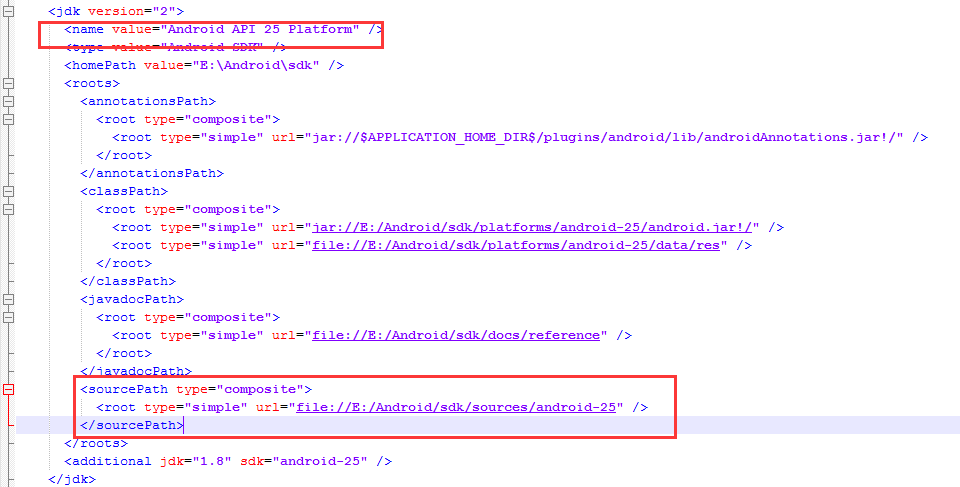 <jdk version="2">
<name value="Android API 25 Platform" />
<type value="Android SDK" />
<homePath value="E:\Android\sdk" />
<roots>
<annotationsPath>
<root type="composite">
<root type="simple" url="jar://$APPLICATION_HOME_DIR$/plugins/android/lib/androidAnnotations.jar!/" />
</root>
</annotationsPath>
<classPath>
<root type="composite">
<root type="simple" url="jar://E:/Android/sdk/platforms/android-25/android.jar!/" />
<root type="simple" url="file://E:/Android/sdk/platforms/android-25/data/res" />
</root>
</classPath>
<javadocPath>
<root type="composite">
<root type="simple" url="file://E:/Android/sdk/docs/reference" />
</root>
</javadocPath>
<sourcePath type="composite">
<root type="simple" url="file://E:/Android/sdk/sources/android-25" />
</sourcePath>
</roots>
<additional jdk="1.8" sdk="android-25" />
</jdk>